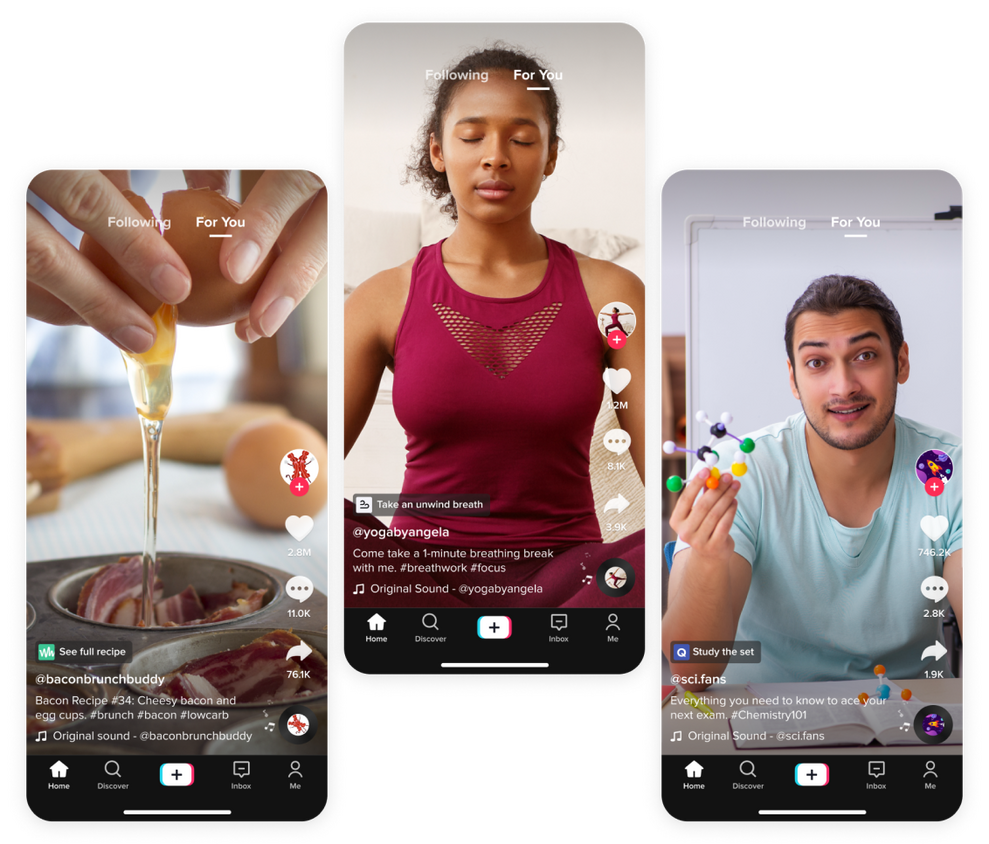 Following For You
2.8M
11.0K
See full recipe
76.1K
@baconbrunchbuddy
Bacon Recipe #34: Cheesy bacon and
egg cups. #brunch #bacon #lowcarb
Original sound - @baconbrunchbuddy
Home Discover Inbox Me
Following For You
1.2M
8.1K
Take an unwind breath
3.9K
@yogabyangela
Come take a 1-minute breathing break
with me. #breathwork #focus
Original Sound - @yogabyangela
Home Discover Inbox Me
Following For You
746.2K
2.8K
Q Study the set
1.9K
@sci.fans
Everything you need to know to ace your
next exam. #Chemistry101
Original Sound - @sci.fans
Home Discover Inbox Me